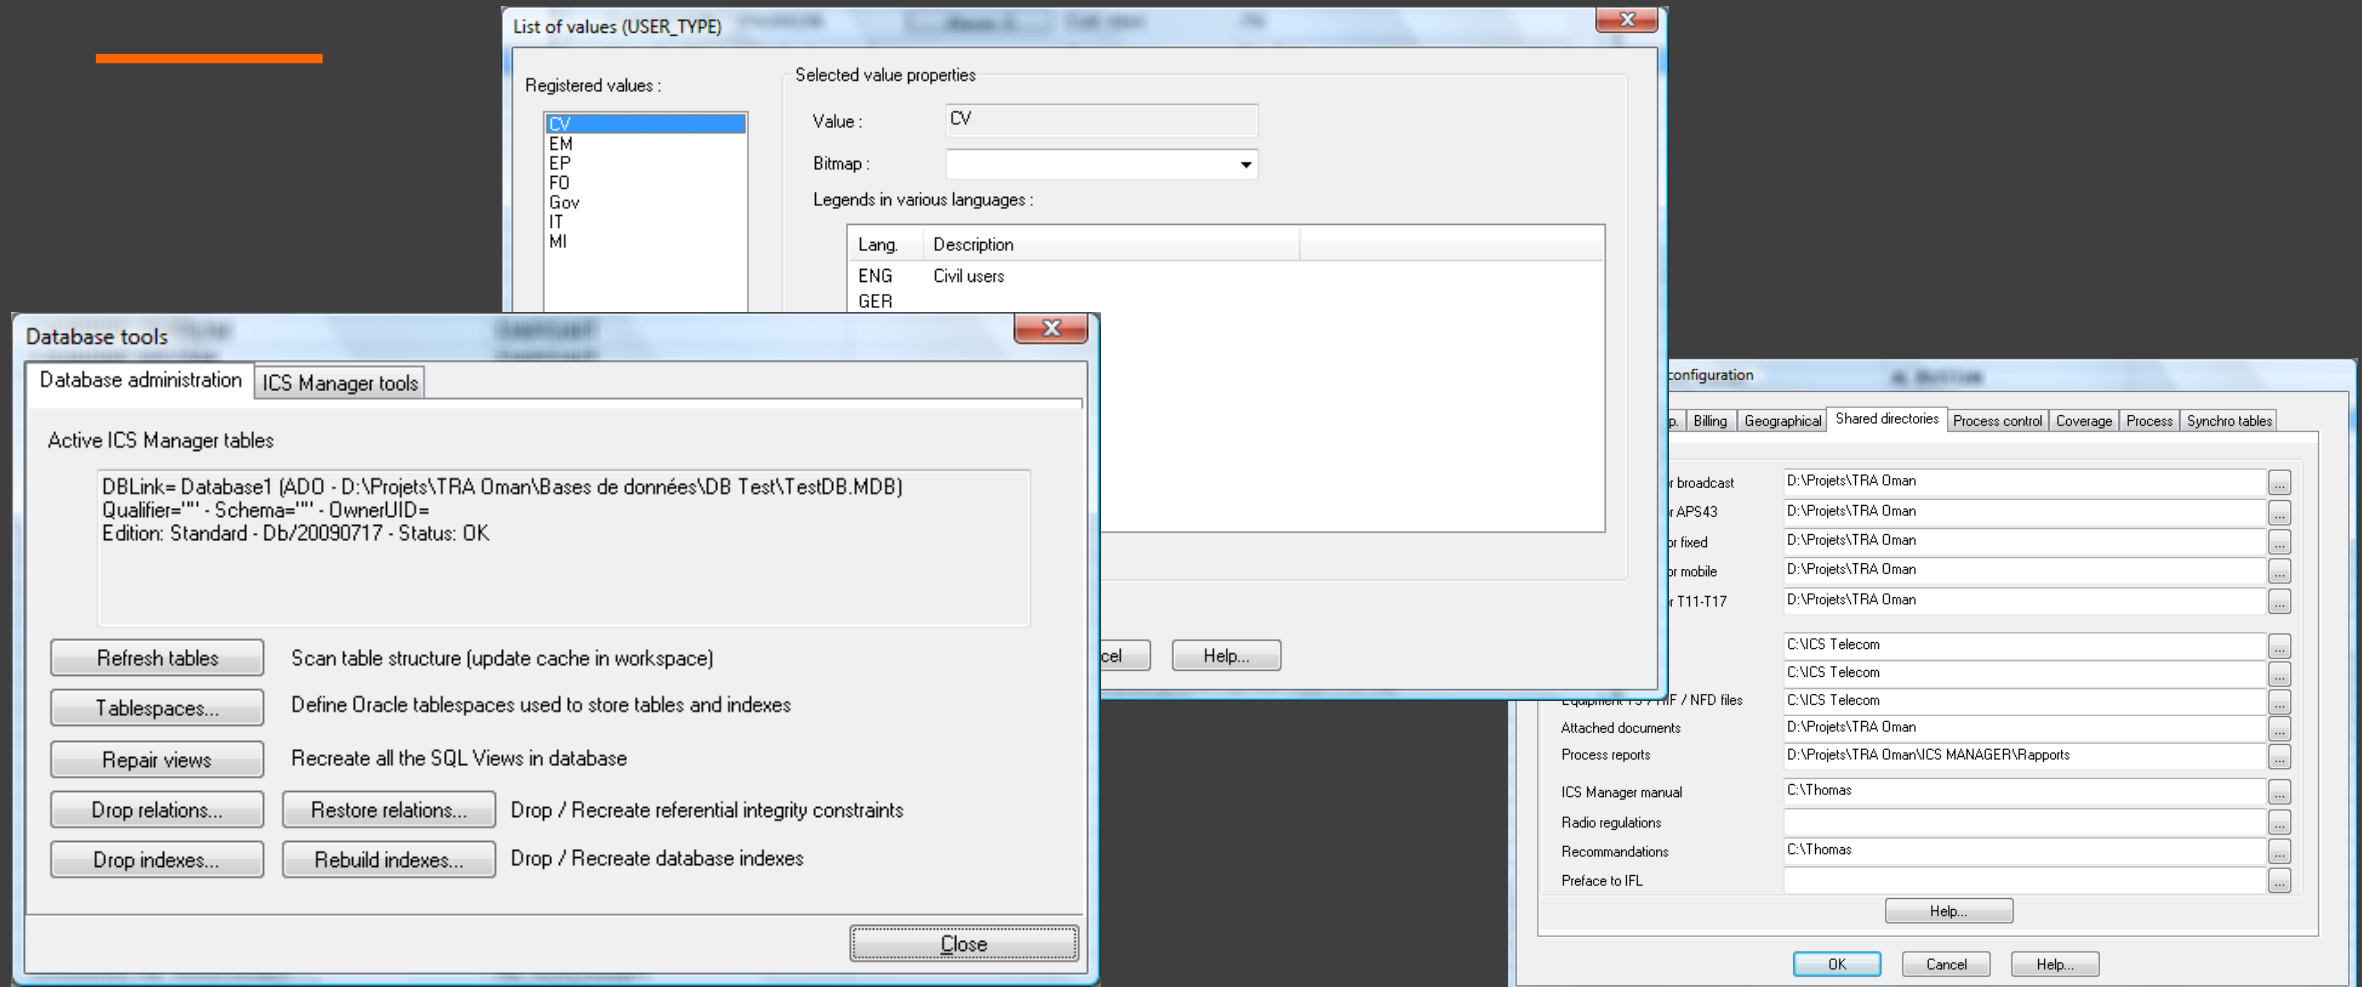 List of values (USER_TYPE)
Registered values :
CV
EM
EP
FO
Gov
IT
MI
Selected value properties
Value :
CV
Bitmap :
Legends in various languages :
Lang. Description
ENG Civil users
GER
cel
Help...
Database tools
Database administration
ICS Manager tools
Active ICS Manager tables
DBLink= Database1 (ADO - D:\Projets\TRA Oman\Bases de données\DB Test\TestDB.MDB)
Qualifier="" - Schema="" - OwnerUID=
Edition: Standard - Db/20090717 - Status: OK
Refresh tables Scan table structure (update cache in workspace)
Tablespaces... Define Oracle tablespaces used to store tables and indexes
Repair views Recreate all the SQL Views in database
Drop relations... Restore relations... Drop / Recreate referential integrity constraints
Drop indexes... Rebuild indexes... Drop / Recreate database indexes
Close
configuration
p. Billing Geographical Shared directories Process control Coverage Process Synchro tables
r broadcast D:\Projets\TRA Oman ...
r APS43 D:\Projets\TRA Oman ...
or fixed D:\Projets\TRA Oman ...
or mobile D:\Projets\TRA Oman ...
r T11-T17 D:\Projets\TRA Oman ...
C:\ICS Telecom ...
C:\ICS Telecom ...
/ NFD files C:\ICS Telecom ...
Attached documents D:\Projets\TRA Oman ...
Process reports D:\Projets\TRA Oman\ICS MANAGER\Rapports ...
ICS Manager manual C:\Thomas ...
Radio regulations ...
Recommandations C:\Thomas ...
Preface to IFL ...
Help...
OK Cancel Help...